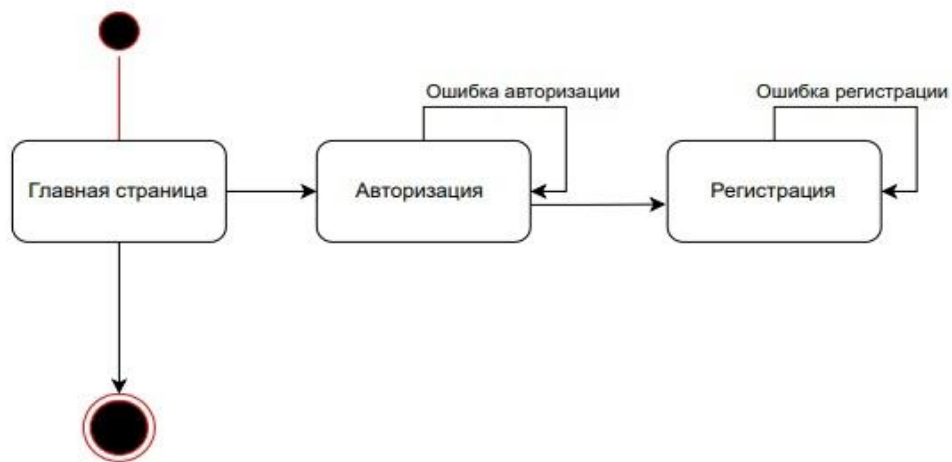 Ошибка авторизации
Ошибка регистрации
Главная страница
Авторизация
Регистрация